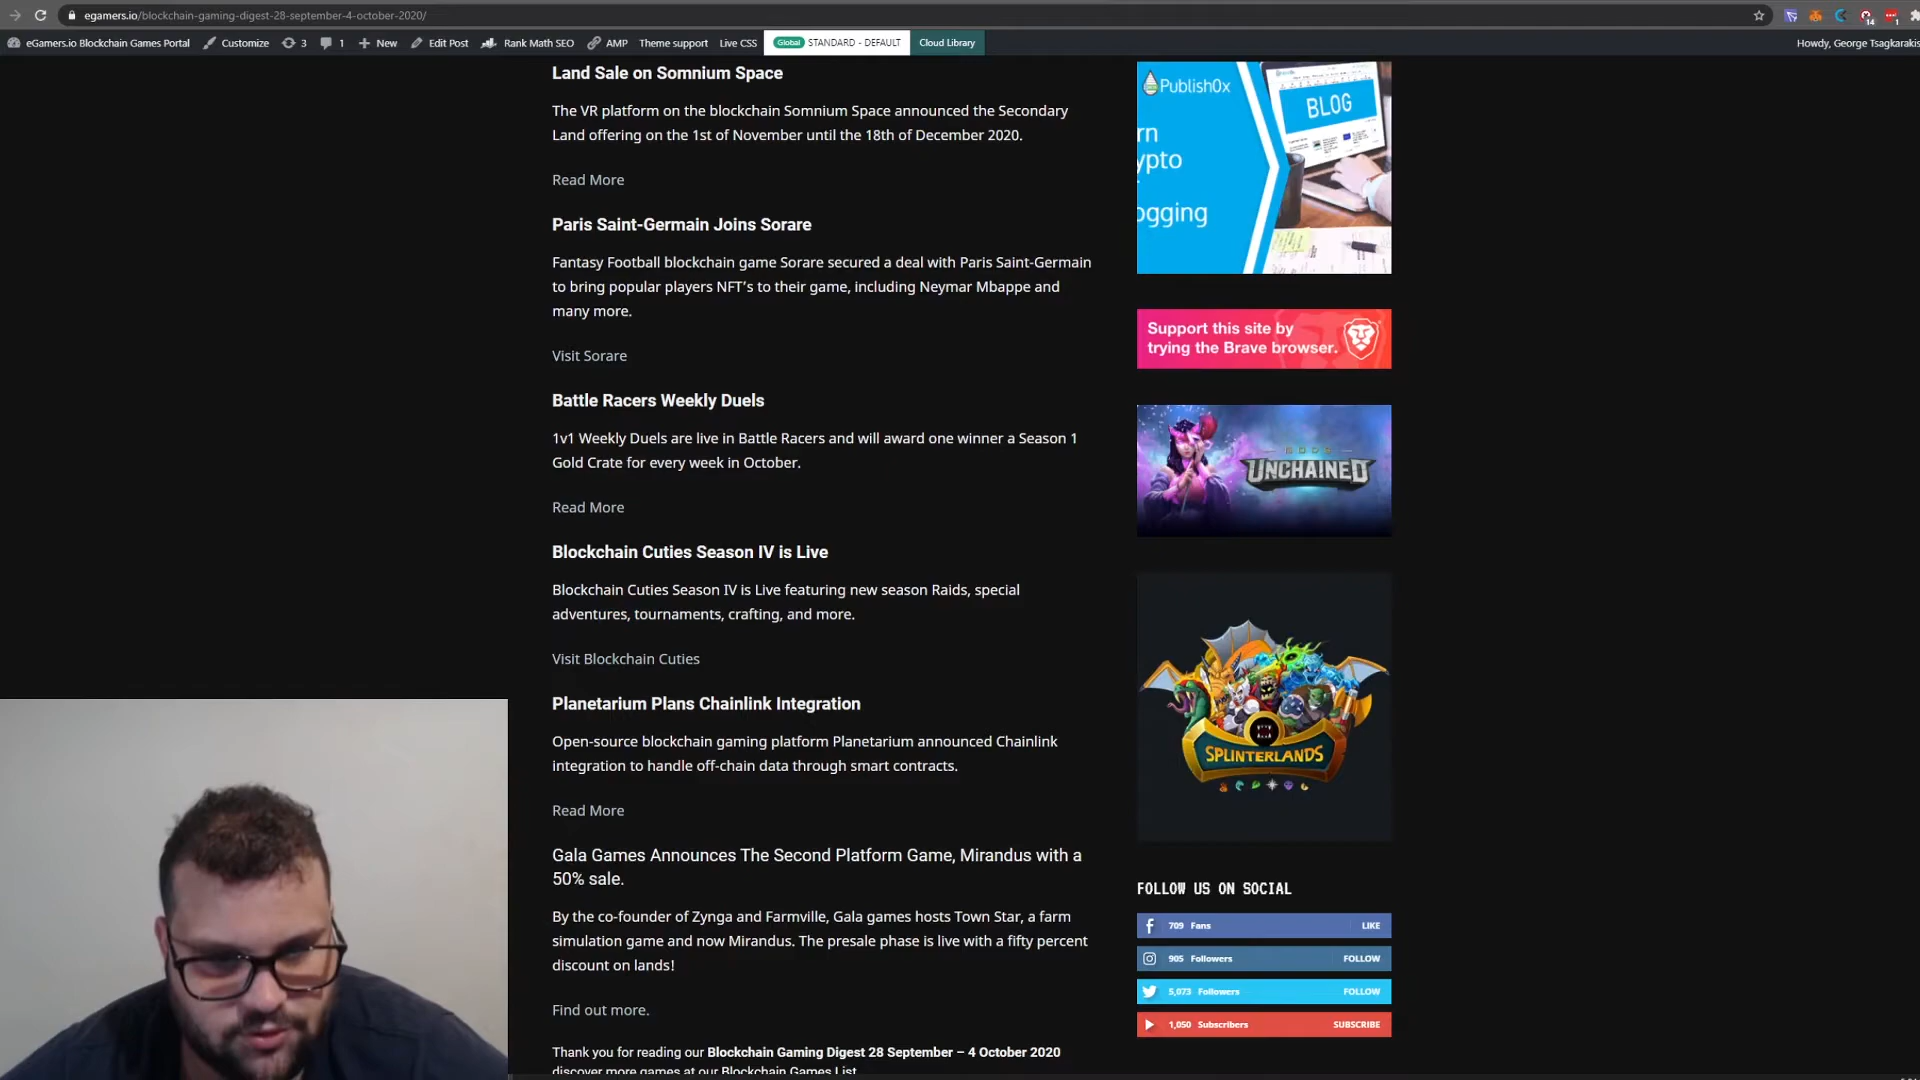 egamers.io/blockchain-gaming-digest-28-september-4-october-2020/
14
1
eGamers.io Blockchain Games Portal
Customize
3
1
New
Edit Post
Rank Math SEO
AMP
Theme support
Live CSS
Global STANDARD - DEFAULT
Cloud Library
Howdy, George Tsagkarakis
Land Sale on Somnium Space
The VR platform on the blockchain Somnium Space announced the Secondary
Land offering on the 1st of November until the 18th of December 2020.
Read More
Paris Saint-Germain Joins Sorare
Fantasy Football blockchain game Sorare secured a deal with Paris Saint-Germain
to bring popular players NFT’s to their game, including Neymar Mbappe and
many more.
Visit Sorare
Battle Racers Weekly Duels
1v1 Weekly Duels are live in Battle Racers and will award one winner a Season 1
Gold Crate for every week in October.
Read More
Blockchain Cuties Season IV is Live
Blockchain Cuties Season IV is Live featuring new season Raids, special
adventures, tournaments, crafting, and more.
Visit Blockchain Cuties
Planetarium Plans Chainlink Integration
Open-source blockchain gaming platform Planetarium announced Chainlink
integration to handle off-chain data through smart contracts.
Read More
Gala Games Announces The Second Platform Game, Mirandus with a
50% sale.
By the co-founder of Zynga and Farmville, Gala games hosts Town Star, a farm
simulation game and now Mirandus. The presale phase is live with a fifty percent
discount on lands!
Find out more.
Thank you for reading our Blockchain Gaming Digest 28 September – 4 October 2020
discover more games at our Blockchain Games List
Publish0x
BLOG
rn
ypto
ogging
Support this site by
trying the Brave browser.
GODS
UNCHAINED
SPLINTERLANDS
FOLLOW US ON SOCIAL
709 Fans LIKE
905 Followers FOLLOW
5,073 Followers FOLLOW
1,050 Subscribers SUBSCRIBE